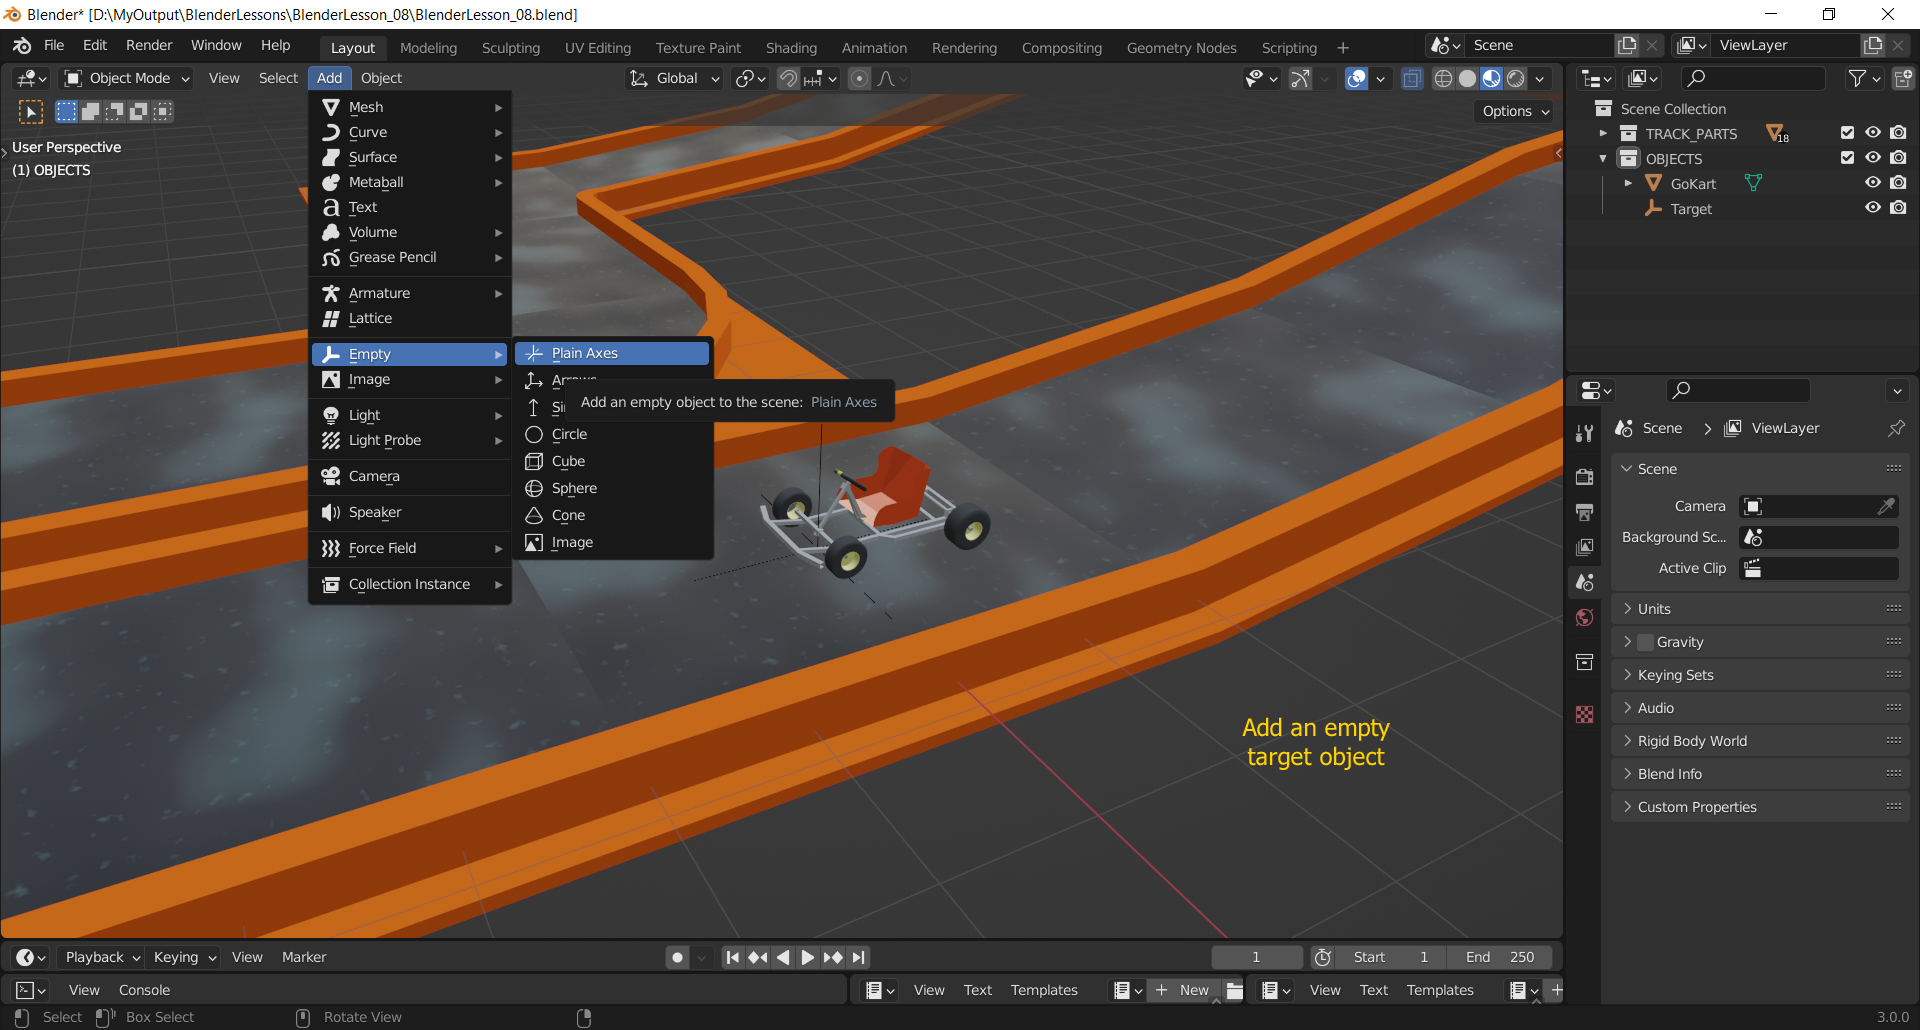 Blender* [D:\MyOutput\BlenderLessons\BlenderLesson_08\BlenderLesson_08.blend]
File Edit Render Window Help Layout Modeling Sculpting UV Editing Texture Paint Shading Animation Rendering Compositing Geometry Nodes Scripting + Scene ViewLayer
Object Mode View Select Add Object Global
Options
User Perspective
(1) OBJECTS
Mesh
Curve
Surface
Metaball
Text
Volume
Grease Pencil
Armature
Lattice
Empty
Image
Light
Light Probe
Camera
Speaker
Force Field
Collection Instance
Plain Axes
Add an empty object to the scene: Plain Axes
Circle
Cube
Sphere
Cone
Image
Add an empty
target object
Scene Collection
TRACK_PARTS 18
OBJECTS
GoKart
Target
Scene > ViewLayer
Scene
Camera
Background Sc...
Active Clip
Units
Gravity
Keying Sets
Audio
Rigid Body World
Blend Info
Custom Properties
Playback Keying View Marker 1 Start 1 End 250
View Console View Text Templates + New View Text Templates +
Select Box Select Rotate View 3.0.0